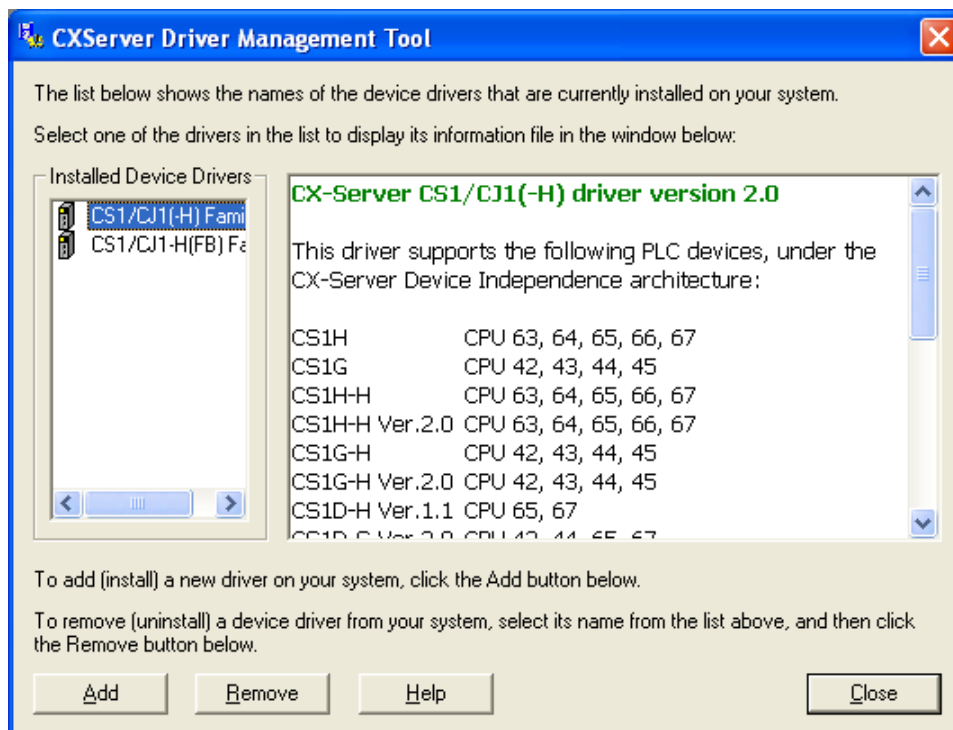 CXServer Driver Management Tool
The list below shows the names of the device drivers that are currently installed on your system.
Select one of the drivers in the list to display its information file in the window below:
Installed Device Drivers
CS1/CJ1(-H) Fami
CS1/CJ1-H(FB) Fa
CX-Server CS1/CJ1(-H) driver version 2.0
This driver supports the following PLC devices, under the
CX-Server Device Independence architecture:
CS1H CPU 63, 64, 65, 66, 67
CS1G CPU 42, 43, 44, 45
CS1H-H CPU 63, 64, 65, 66, 67
CS1H-H Ver.2.0 CPU 63, 64, 65, 66, 67
CS1G-H CPU 42, 43, 44, 45
CS1G-H Ver.2.0 CPU 42, 43, 44, 45
CS1D-H Ver.1.1 CPU 65, 67
To add (install) a new driver on your system, click the Add button below.
To remove (uninstall) a device driver from your system, select its name from the list above, and then click
the Remove button below.
Add Remove Help Close